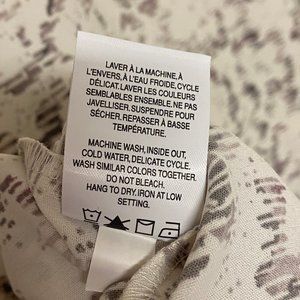 LAVER À LA MACHINE, À
L'ENVERS, À L'EAU FROIDE, CYCLE
DÉLICAT. LAVER LES COULEURS
SEMBLABLES ENSEMBLE. NE PAS
JAVELLISER. SUSPENDRE POUR
SÉCHER. REPASSER À BASSE
TEMPÉRATURE.
MACHINE WASH, INSIDE OUT,
COLD WATER, DELICATE CYCLE.
WASH SIMILAR COLORS TOGETHER.
DO NOT BLEACH.
HANG TO DRY. IRON AT LOW
SETTING.